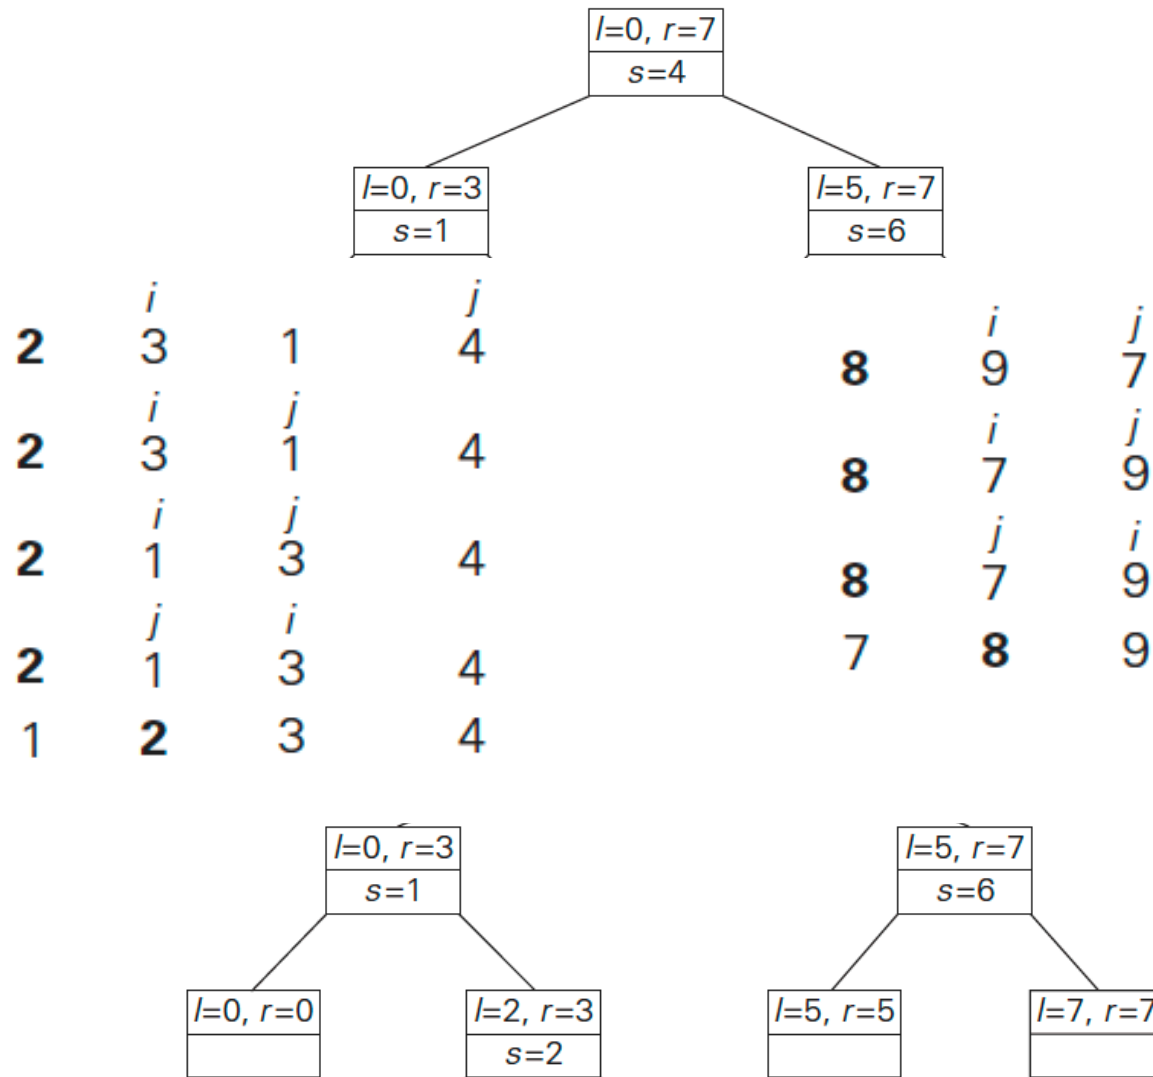 l=0, r=7
s=4
l=0, r=3 l=5, r=7
s=1 s=6
i j
2 3 1 4
i j
8 9 7
i j
2 3 1 4
i j
8 7 9
i j
2 1 3 4
j i
8 7 9
j i
2 1 3 4
7 8 9
1 2 3 4
l=0, r=3 l=5, r=7
s=1 s=6
l=0, r=0 l=2, r=3 l=5, r=5 l=7, r=7
s=2